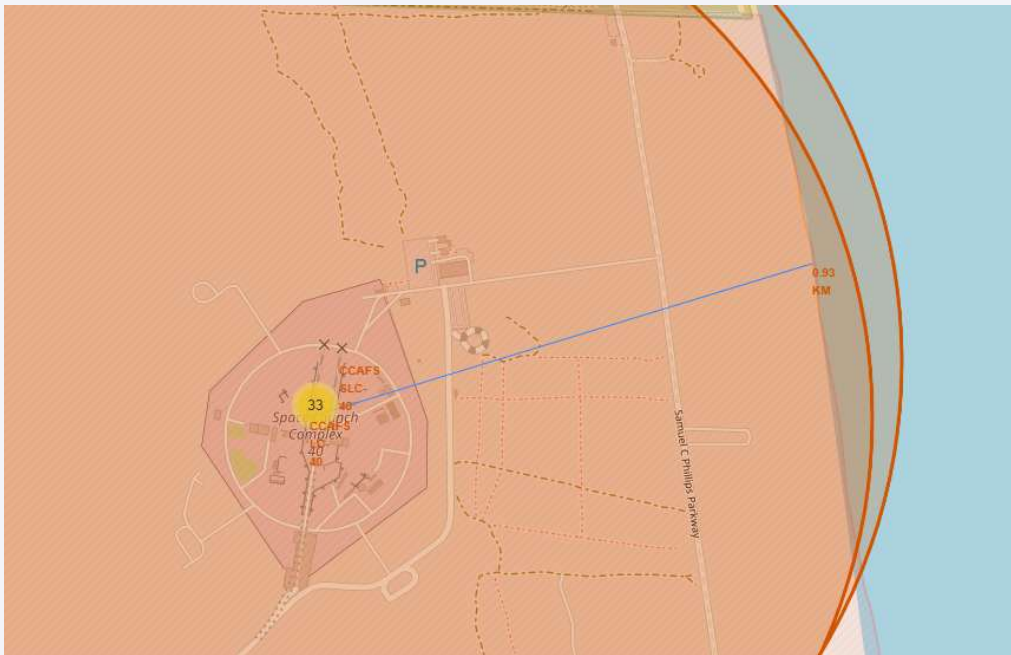 P
0.93
KM
CCAFS
SLC-
40
33
Space Launch
Complex
40
CCAFS
LC-
40
Samuel C Phillips Parkway